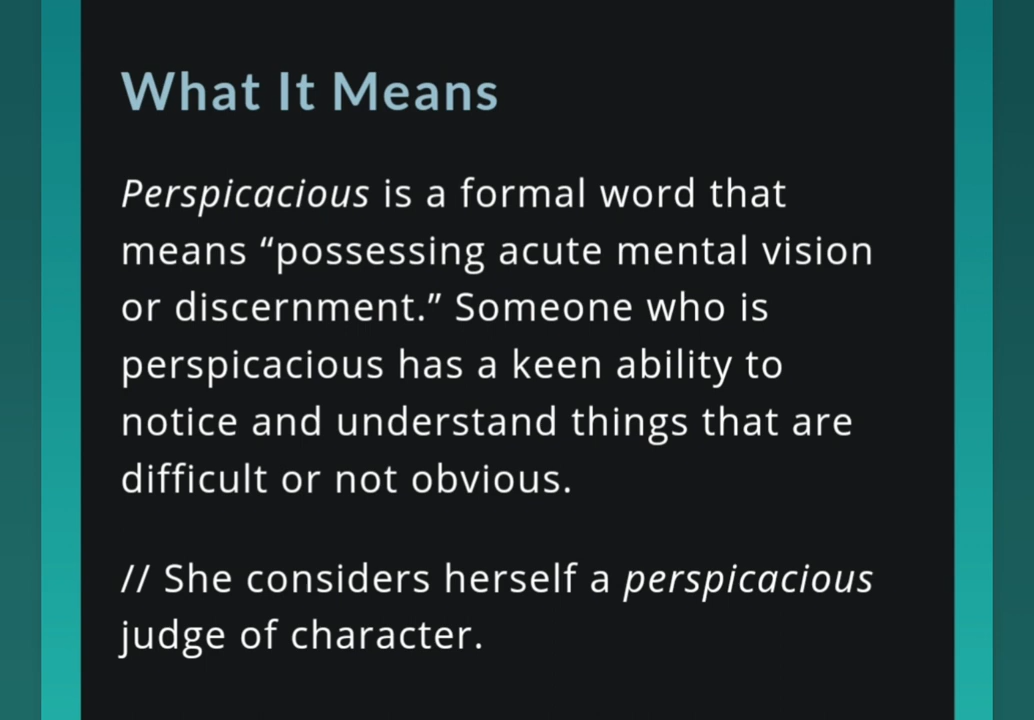 What It Means
Perspicacious is a formal word that
means “possessing acute mental vision
or discernment.” Someone who is
perspicacious has a keen ability to
notice and understand things that are
difficult or not obvious.
// She considers herself a perspicacious
judge of character.